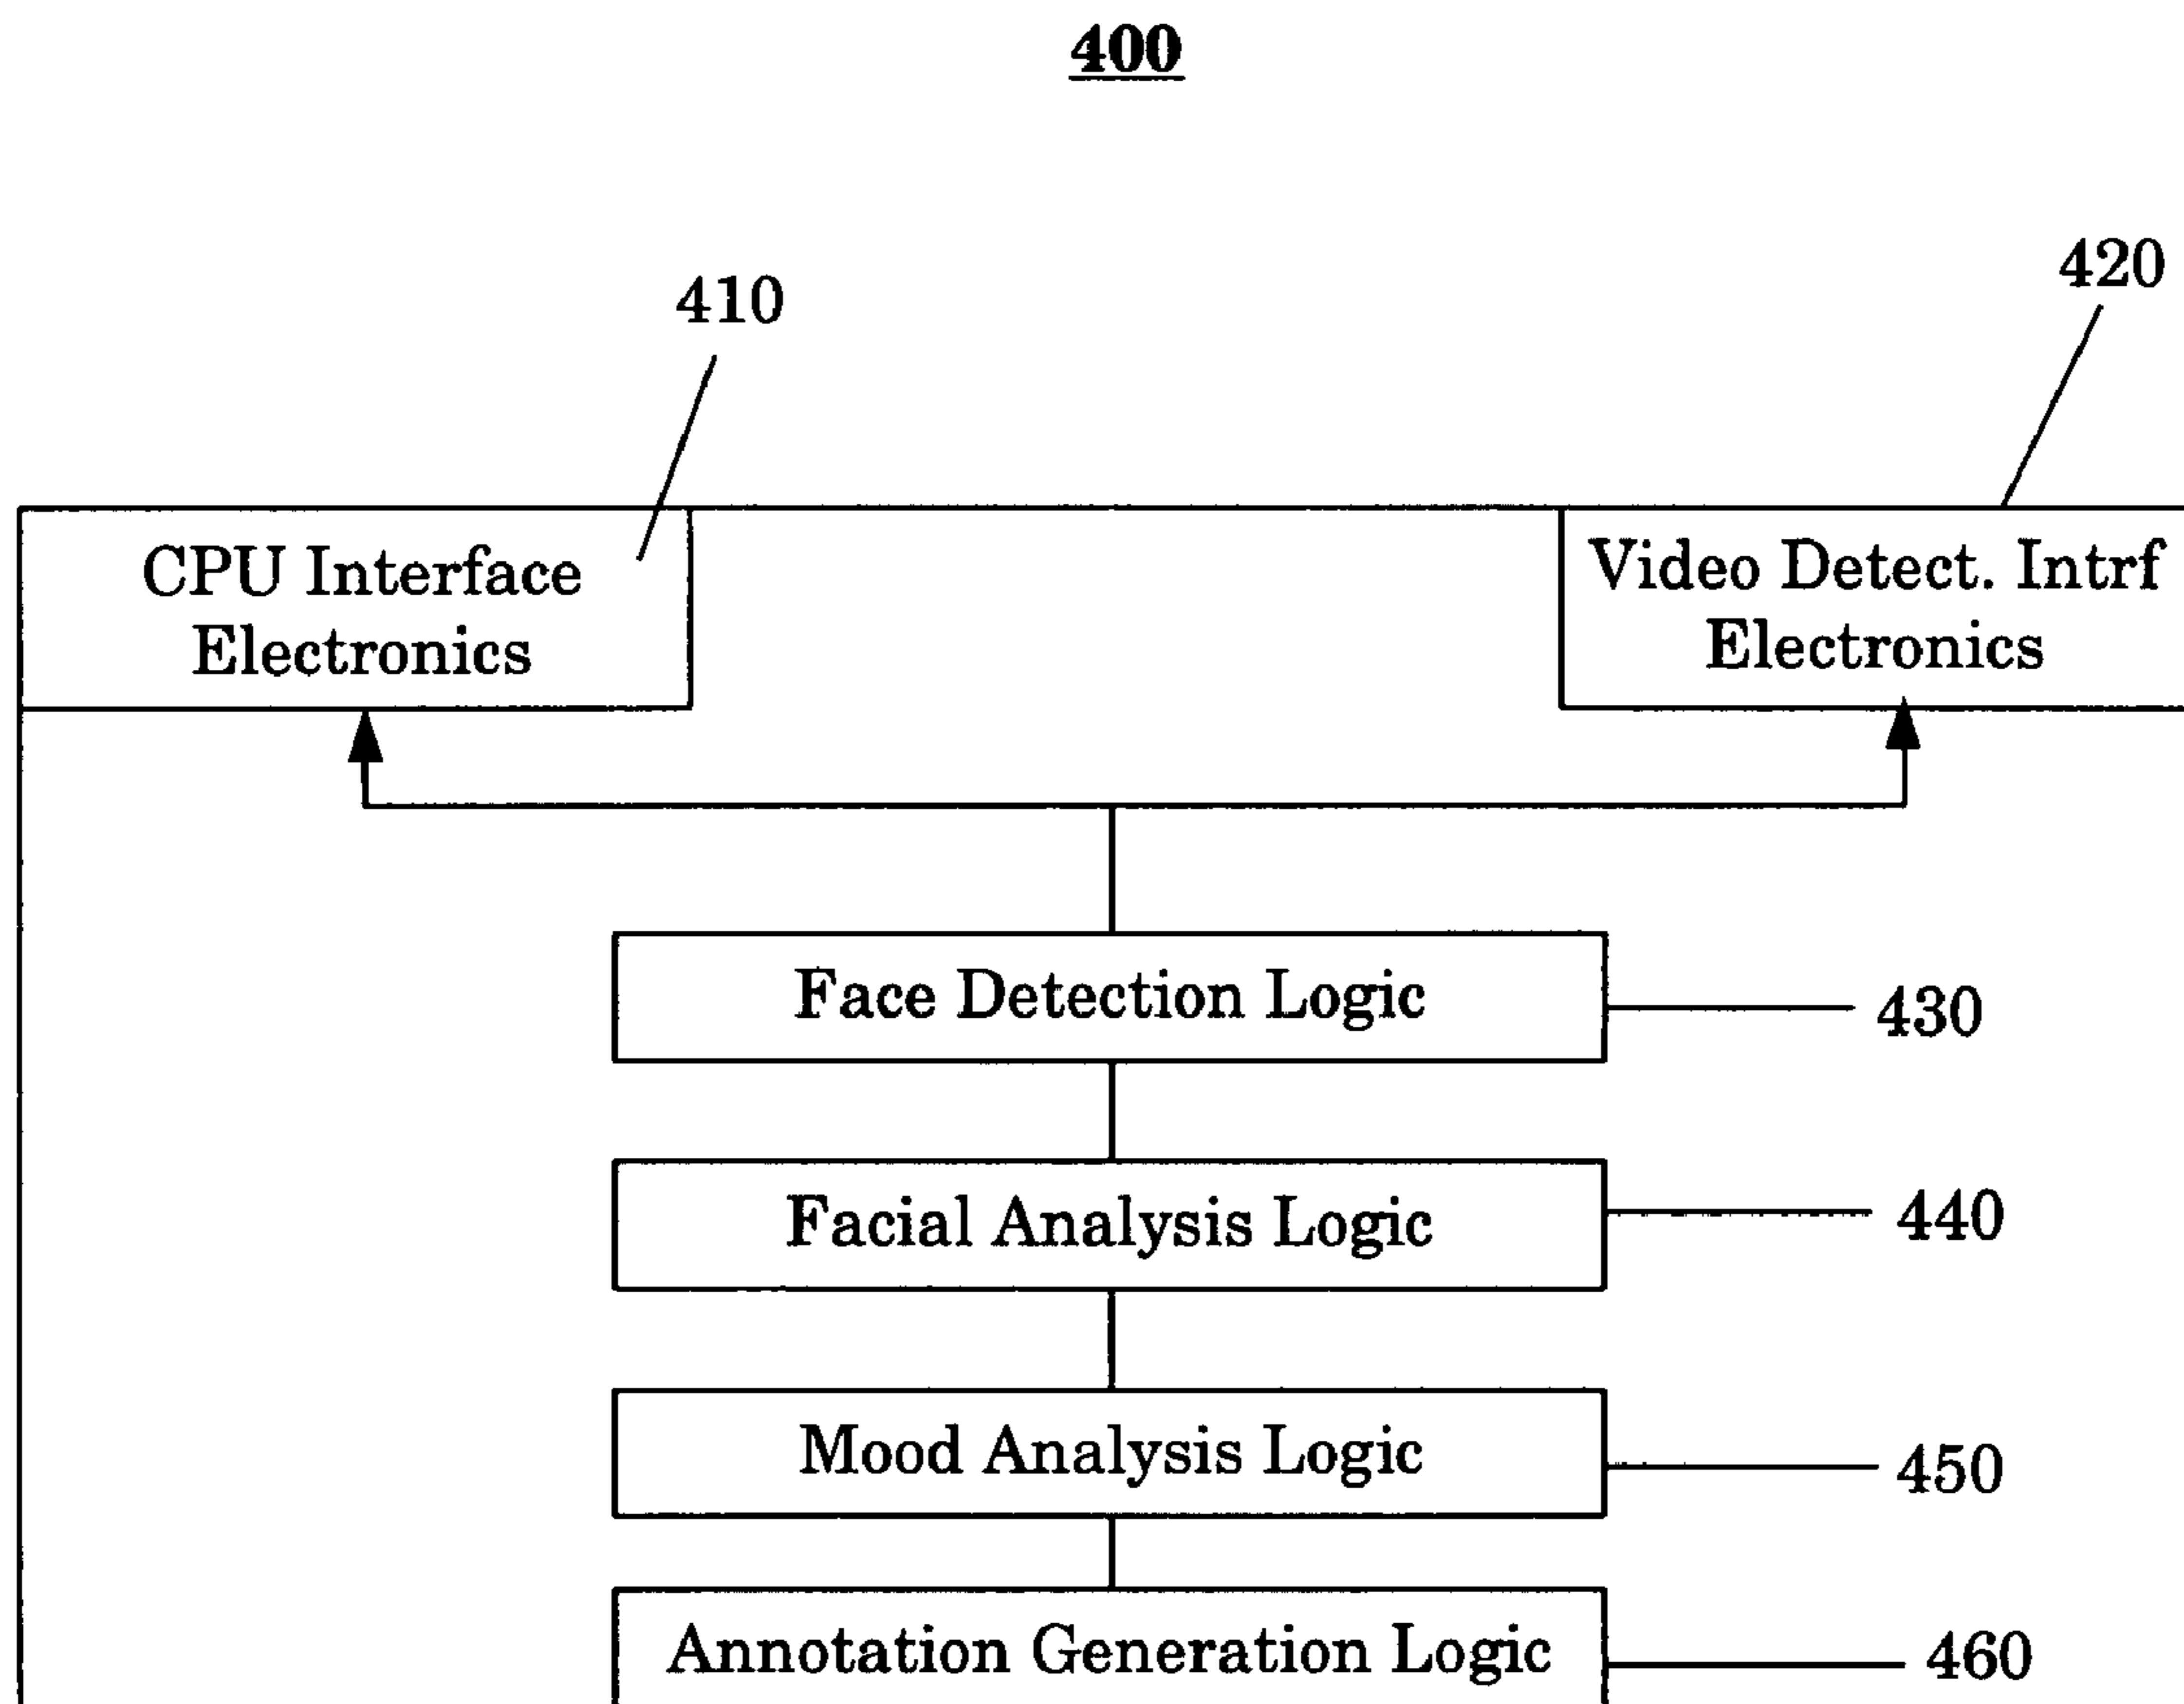 400
410
420
CPU Interface
Electronics
Video Detect. Intrf
Electronics
Face Detection Logic
430
Facial Analysis Logic
440
Mood Analysis Logic
450
Annotation Generation Logic
460